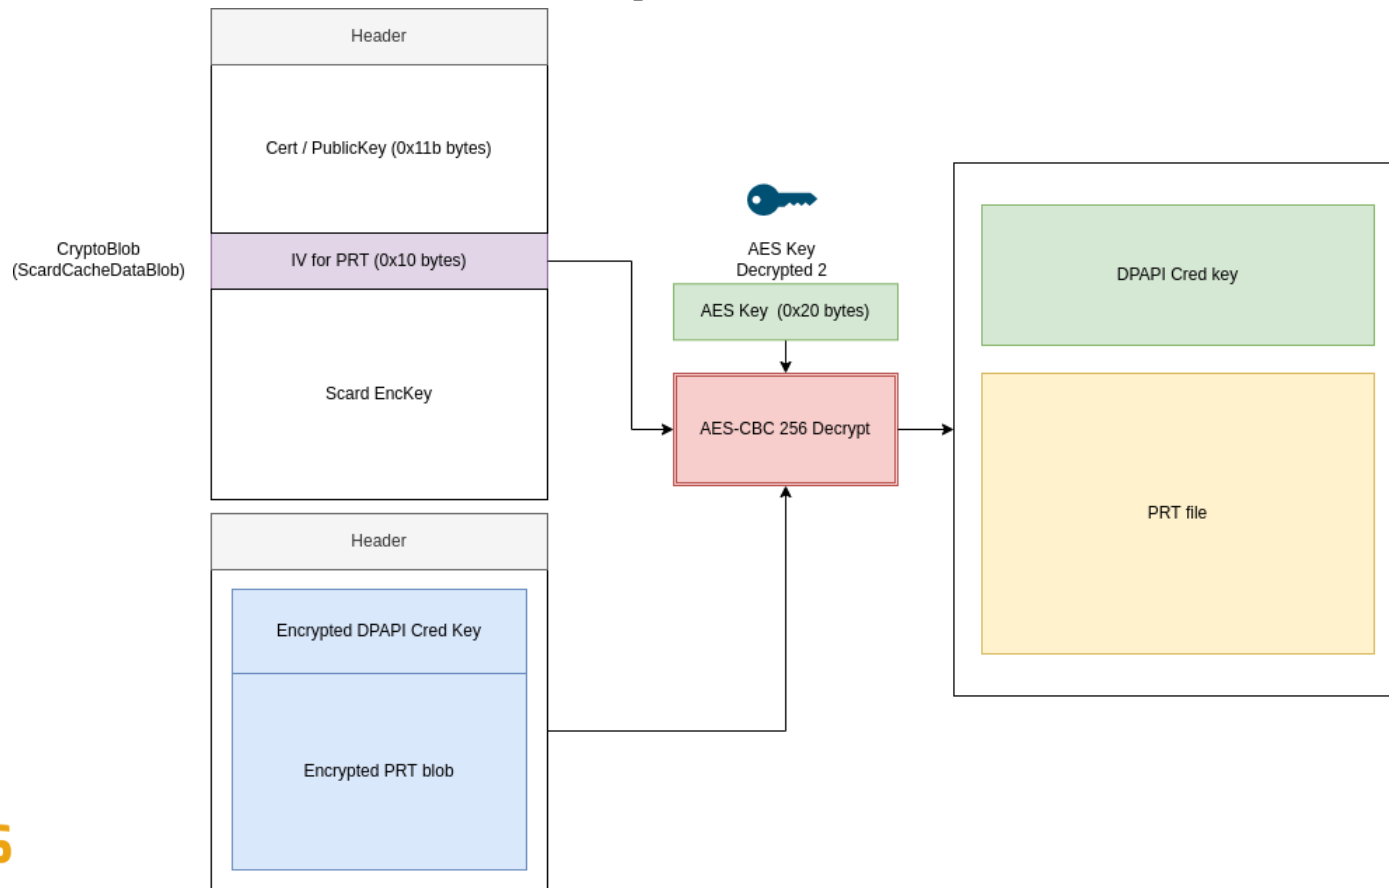 Header
Cert / PublicKey (0x11b bytes)
CryptoBlob
(ScardCacheDataBlob)
IV for PRT (0x10 bytes)
Scard EncKey
AES Key
Decrypted 2
AES Key (0x20 bytes)
AES-CBC 256 Decrypt
DPAPI Cred key
PRT file
Header
Encrypted DPAPI Cred Key
Encrypted PRT blob